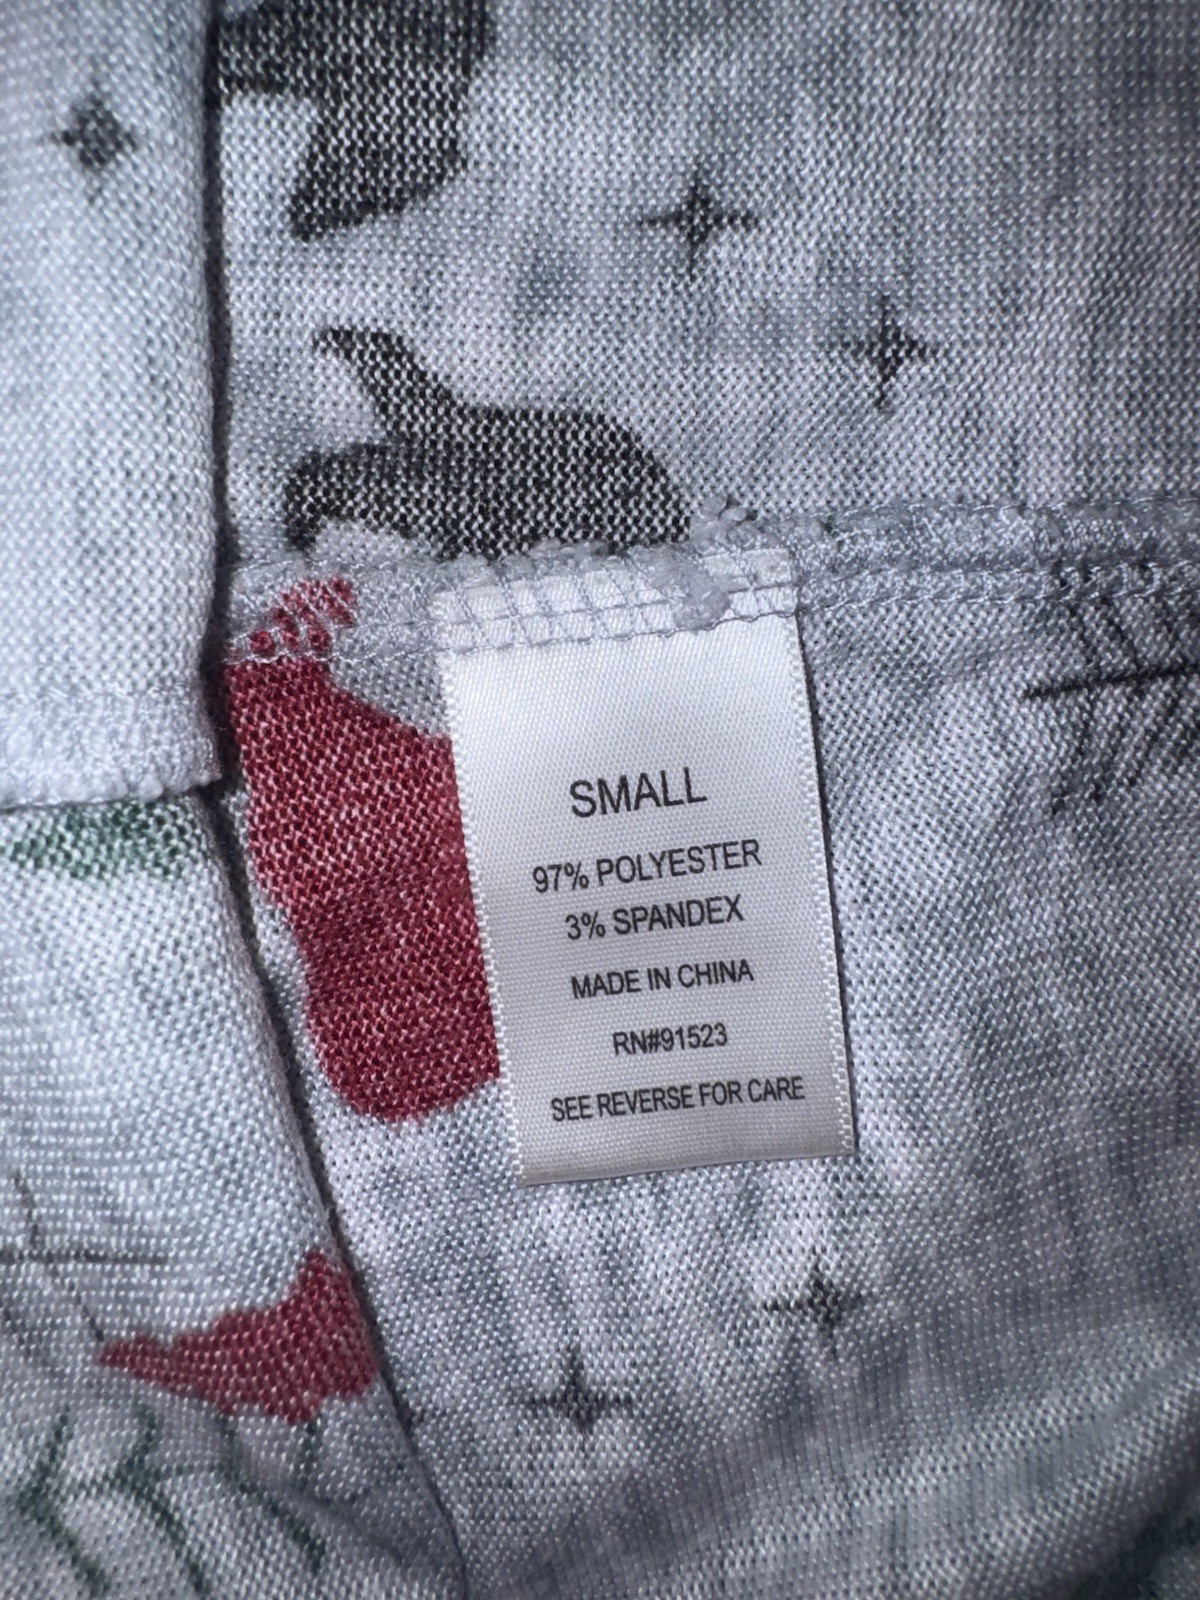 SMALL
97% POLYESTER
3% SPANDEX
MADE IN CHINA
RN#91523
SEE REVERSE FOR CARE